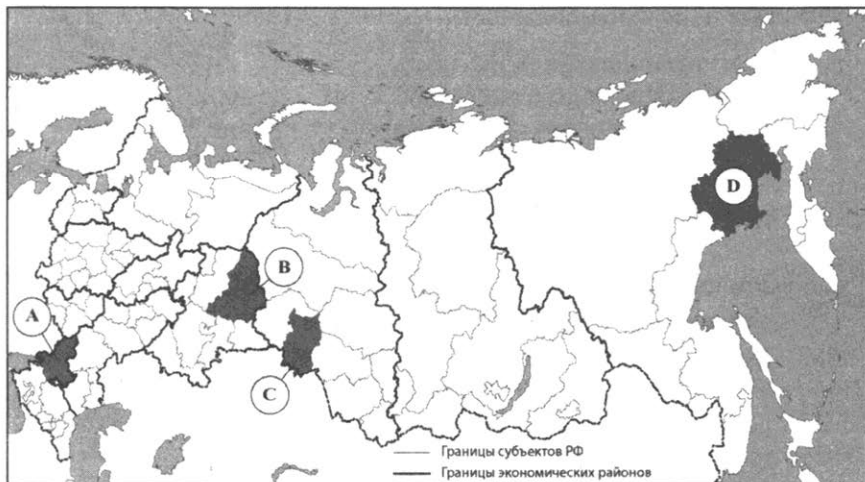 D
B
A
C
Границы субъектов РФ
Границы экономических районов